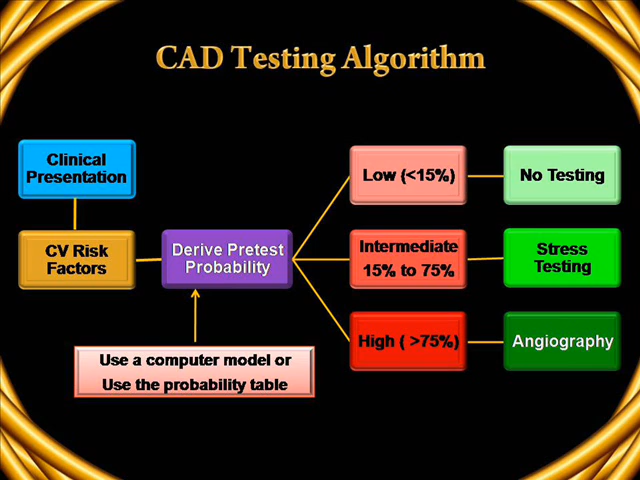 CAD Testing Algorithm
Clinical
Presentation
CV Risk
Factors
Derive Pretest
Probability
Use a computer model or
Use the probability table
Low (<15%)
No Testing
Intermediate
15% to 75%
Stress
Testing
High ( >75%)
Angiography